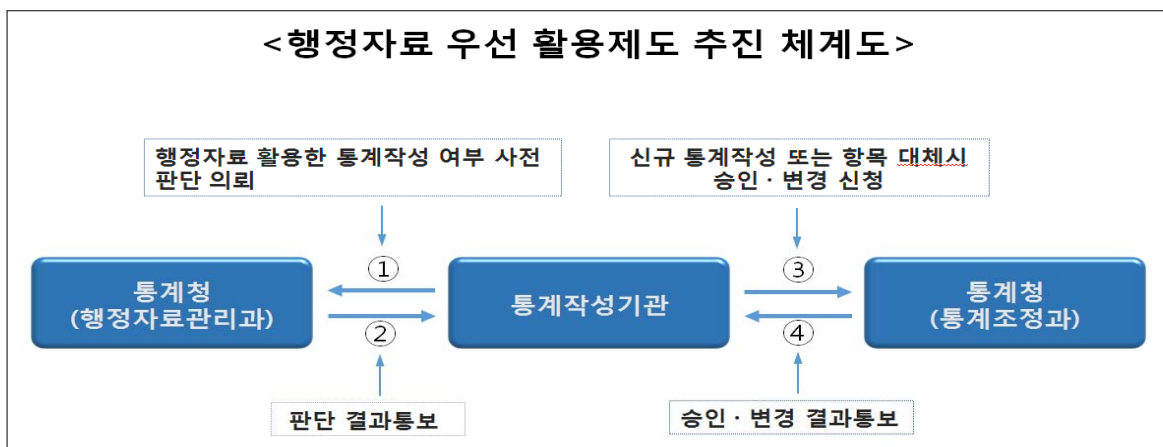 <행정자료 우선 활용제도 추진 체계도>
행정자료 활용한 통계작성 여부 사전
판단 의뢰
신규 통계작성 또는 항목 대체시
승인 · 변경 신청
①
③
통계청
(행정자료관리과)
통계작성기관
통계청
(통계조정과)
②
④
판단 결과통보
승인 · 변경 결과통보